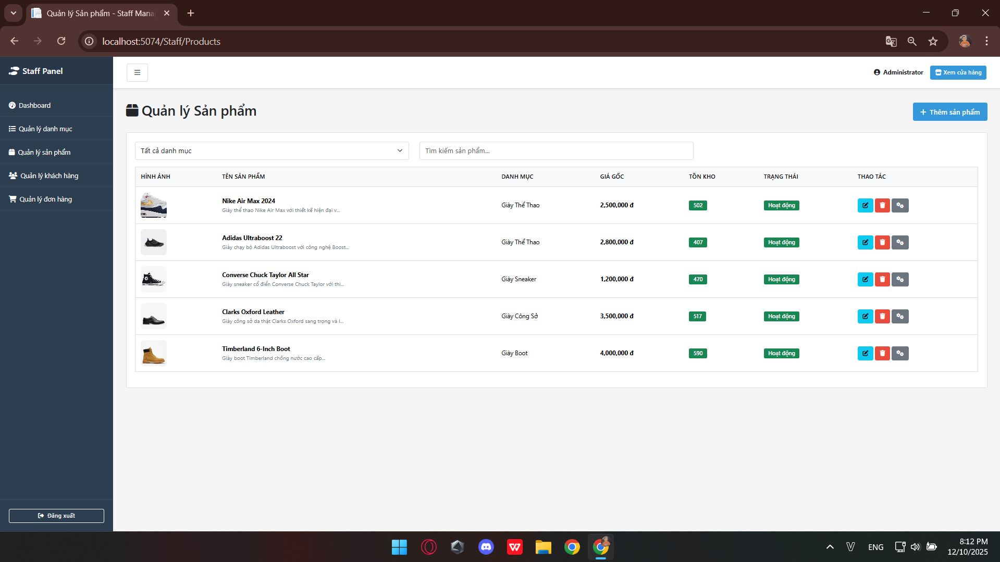 Quản lý Sản phẩm - Staff Mana
localhost:5074/Staff/Products
Staff Panel
Administrator
Xem cửa hàng
Dashboard
Quản lý danh mục
Quản lý sản phẩm
Quản lý khách hàng
Quản lý đơn hàng
Đăng xuất
Quản lý Sản phẩm
+ Thêm sản phẩm
Tất cả danh mục
Tìm kiếm sản phẩm...
HÌNH ẢNH TÊN SẢN PHẨM DANH MỤC GIÁ GỐC TỒN KHO TRẠNG THÁI THAO TÁC
Nike Air Max 2024
Giày thể thao Nike Air Max với thiết kế hiện đại v...
Giày Thể Thao 2,500,000 đ 502 Hoạt động
Adidas Ultraboost 22
Giày chạy bộ Adidas Ultraboost với công nghệ Boost...
Giày Thể Thao 2,800,000 đ 407 Hoạt động
Converse Chuck Taylor All Star
Giày sneaker cổ điển Converse Chuck Taylor với thi...
Giày Sneaker 1,200,000 đ 470 Hoạt động
Clarks Oxford Leather
Giày công sở da thật Clarks Oxford sang trọng và l...
Giày Công Sở 3,500,000 đ 517 Hoạt động
Timberland 6-Inch Boot
Giày boot Timberland chống nước cao cấp...
Giày Boot 4,000,000 đ 590 Hoạt động
ENG
8:12 PM
12/10/2025